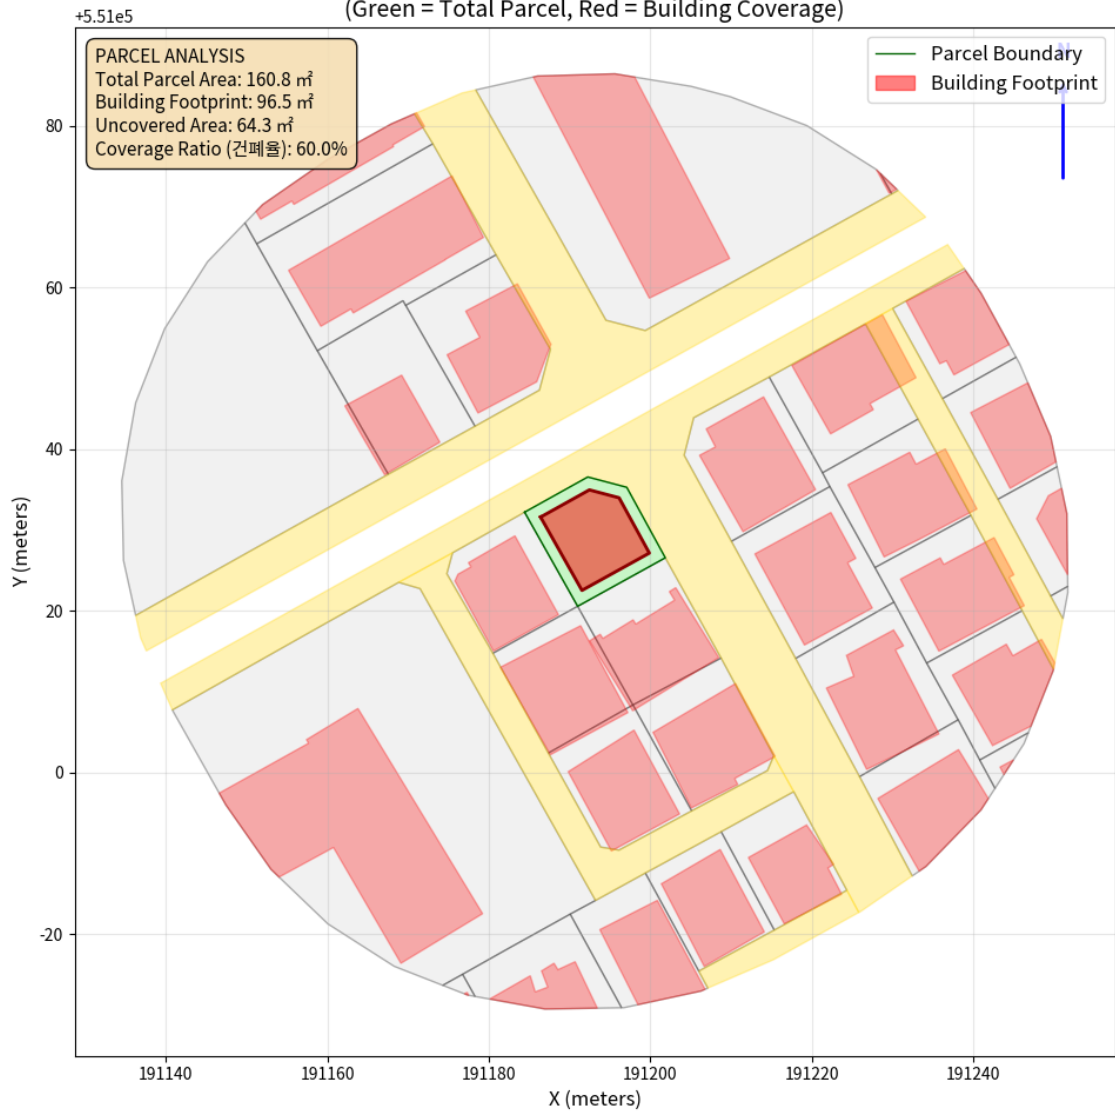 (Green = Total Parcel, Red = Building Coverage)
+5.51e5
PARCEL ANALYSIS
Total Parcel Area: 160.8 ㎡
Building Footprint: 96.5 ㎡
Uncovered Area: 64.3 ㎡
Coverage Ratio (건폐율): 60.0%
N
Parcel Boundary
Building Footprint
80
60
40
20
0
-20
Y (meters)
191140
191160
191180
191200
191220
191240
X (meters)